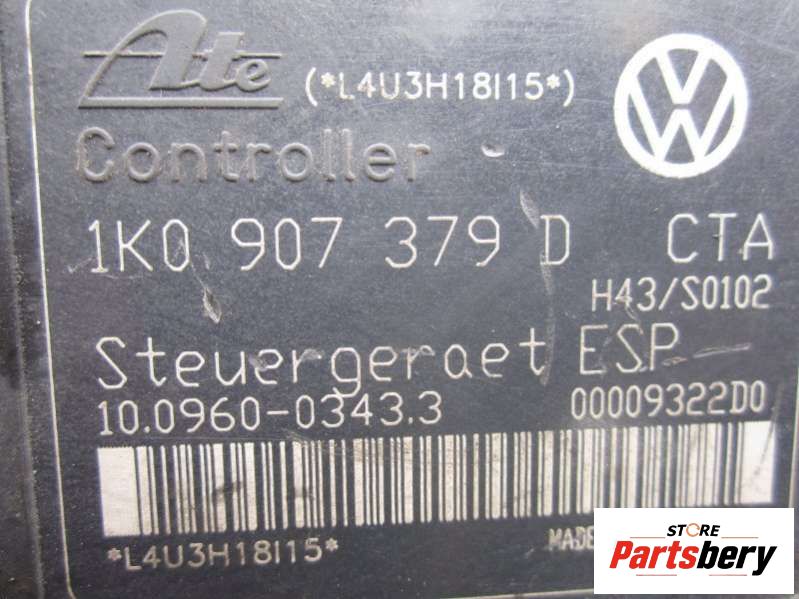 Ate (*L4U3H18I15*)
Controller
1K0 907 379 D CTA
H43/S0102
Steuergeraet ESP
10.0960-0343.3 00009322D0
*L4U3H18I15*
MADE
STORE
Partsbery